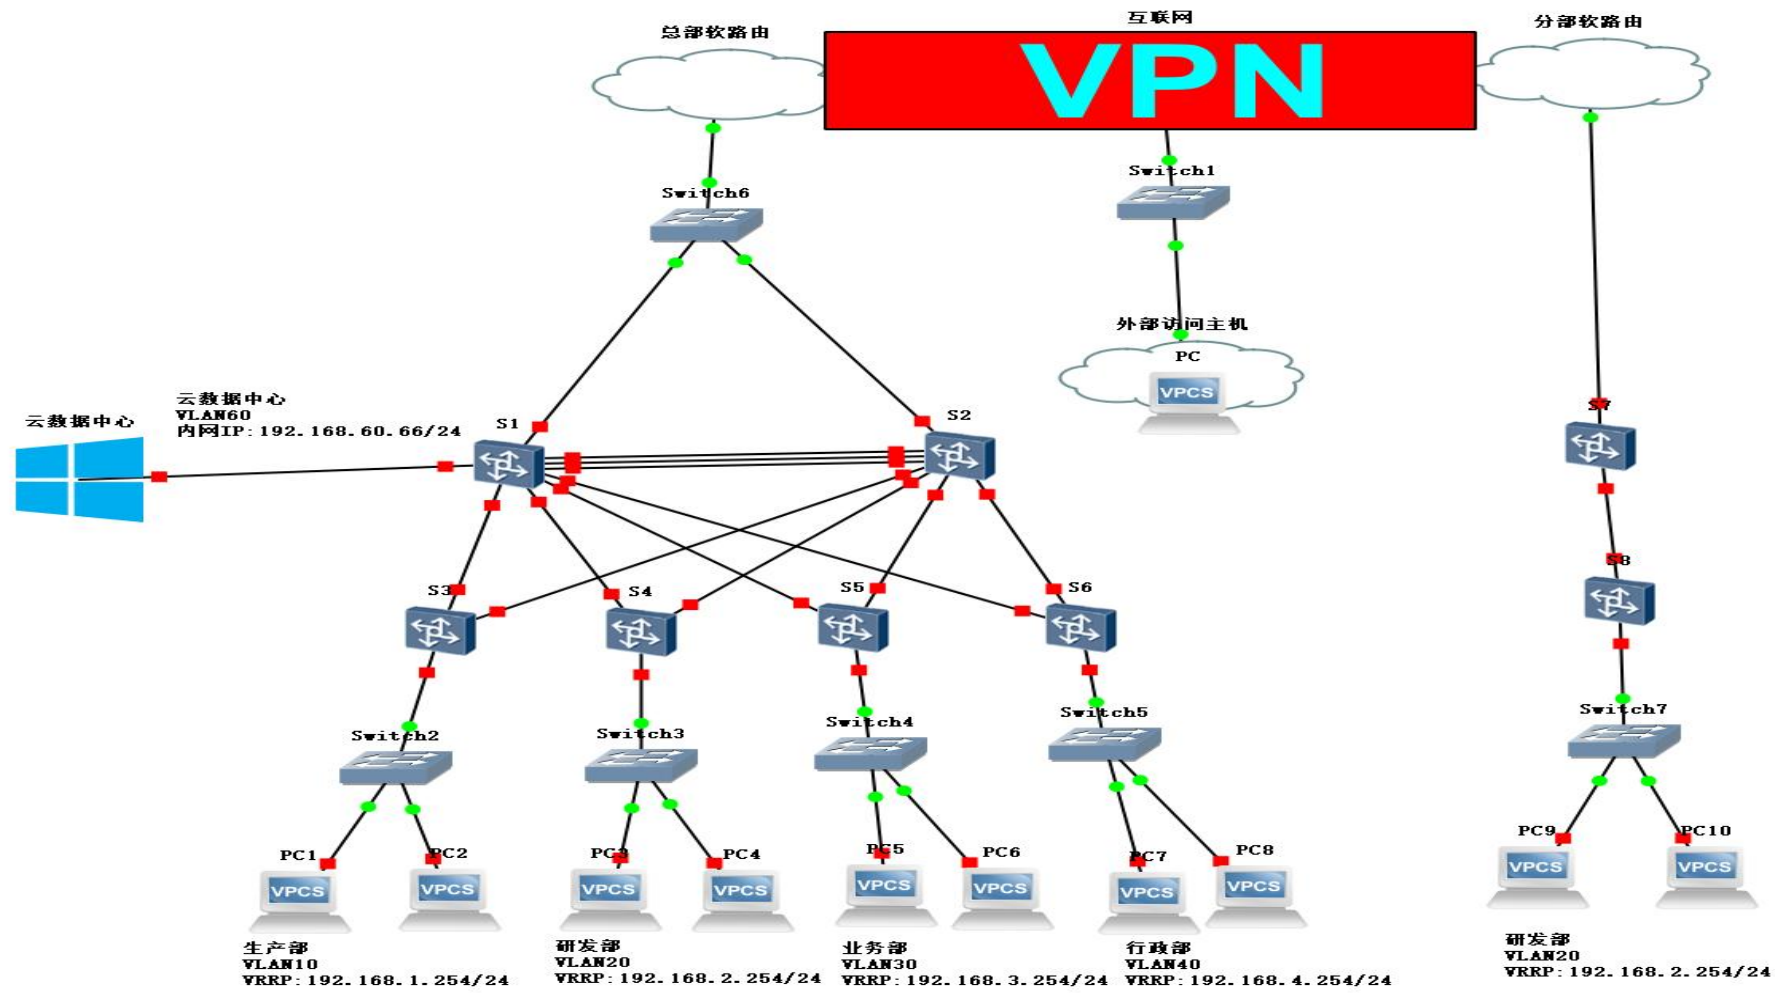 互联网
分部软路由
总部软路由
VPN
Switch1
Switch6
外部访问主机
PC
VPCS
云数据中心
VLAN60
内网IP:192.168.60.66/24
云数据中心
S1
S2
S7
S8
S3
S4
S5
S6
Switch2
Switch3
Switch4
Switch5
Switch7
PC1
PC2
PC3
PC4
PC5
PC6
PC7
PC8
PC9
PC10
VPCS
VPCS
VPCS
VPCS
VPCS
VPCS
VPCS
VPCS
VPCS
VPCS
生产部
VLAN10
VRRP:192.168.1.254/24
研发部
VLAN20
VRRP:192.168.2.254/24
业务部
VLAN30
VRRP:192.168.3.254/24
行政部
VLAN40
VRRP:192.168.4.254/24
研发部
VLAN20
VRRP:192.168.2.254/24